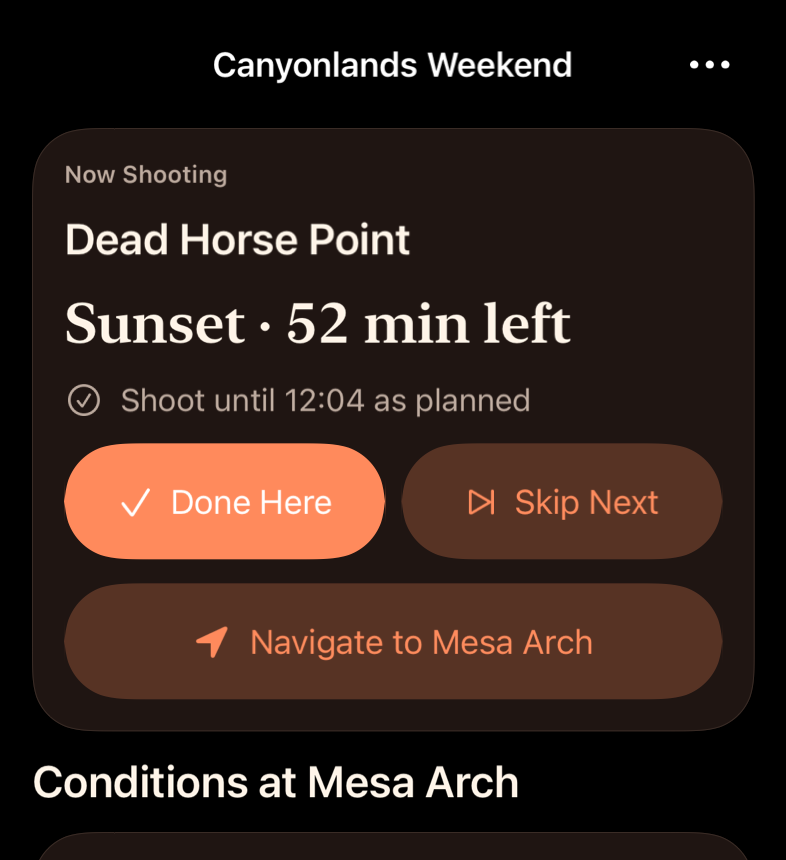 Canyonlands Weekend
Now Shooting
Dead Horse Point
Sunset · 52 min left
Shoot until 12:04 as planned
Done Here
Skip Next
Navigate to Mesa Arch
Conditions at Mesa Arch